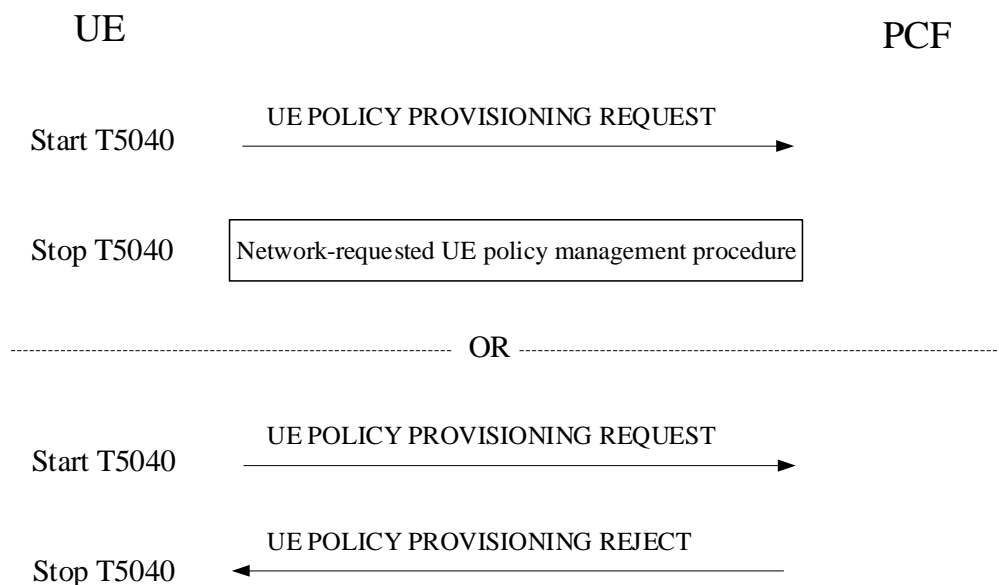 UE
PCF
UE POLICY PROVISIONING REQUEST
Start T5040
Stop T5040
Network-requested UE policy management procedure
OR
UE POLICY PROVISIONING REQUEST
Start T5040
UE POLICY PROVISIONING REJECT
Stop T5040